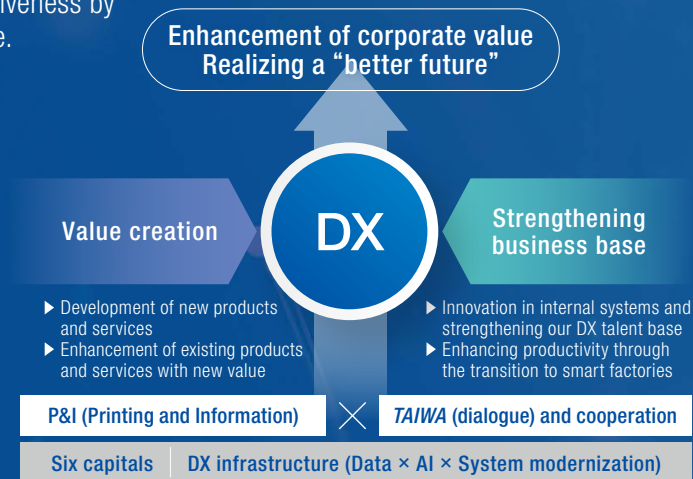 iveness by
e.
Enhancement of corporate value
Realizing a “better future”
Value creation
DX
Strengthening
business base
▶ Development of new products
and services
▶ Enhancement of existing products
and services with new value
▶ Innovation in internal systems and
strengthening our DX talent base
▶ Enhancing productivity through
the transition to smart factories
P&I (Printing and Information)
×
TAIWA (dialogue) and cooperation
Six capitals
DX infrastructure (Data × AI × System modernization)